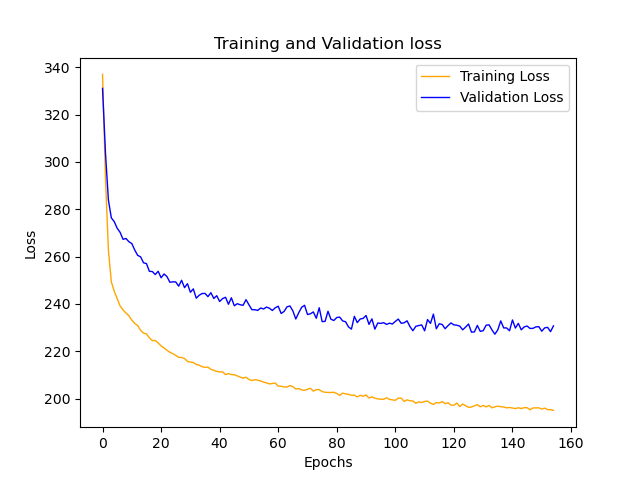 Training and Validation loss
Training Loss
Validation Loss
340
320
300
280
260
240
220
200
Loss
0 20 40 60 80 100 120 140 160
Epochs